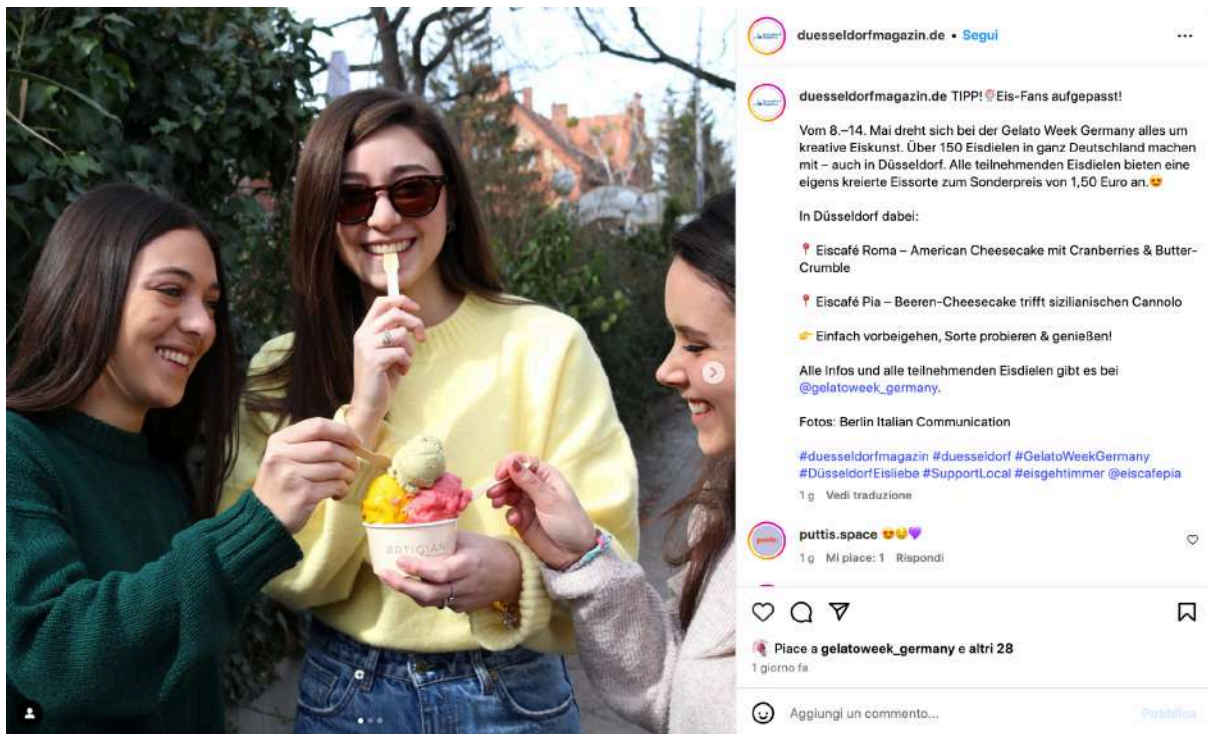 duesseldorfmagazin.de • Segui
duesseldorfmagazin.de TIPP!🍭Eis-Fans aufgepasst!
Vom 8.–14. Mai dreht sich bei der Gelato Week Germany alles um
kreative Eiskunst. Über 150 Eisdielen in ganz Deutschland machen
mit – auch in Düsseldorf. Alle teilnehmenden Eisdielen bieten eine
eigens kreierte Eissorte zum Sonderpreis von 1,50 Euro an.😍
In Düsseldorf dabei:
📍 Eiscafé Roma – American Cheesecake mit Cranberries & Butter-
Crumble
📍 Eiscafé Pia – Beeren-Cheesecake trifft sizilianischen Cannolo
👉 Einfach vorbeigehen, Sorte probieren & genießen!
Alle Infos und alle teilnehmenden Eisdielen gibt es bei
@gelatoweek_germany.
Fotos: Berlin Italian Communication
#duesseldorfmagazin #duesseldorf #GelatoWeekGermany
#DüsseldorfEisliebe #SupportLocal #eisgehtimmer @eiscafepia
1 g Vedi traduzione
puttis.space 😍😋💜
1 g Mi piace: 1 Rispondi
Piace a gelatoweek_germany e altri 28
1 giorno fa
Aggiungi un commento...
Pubblica